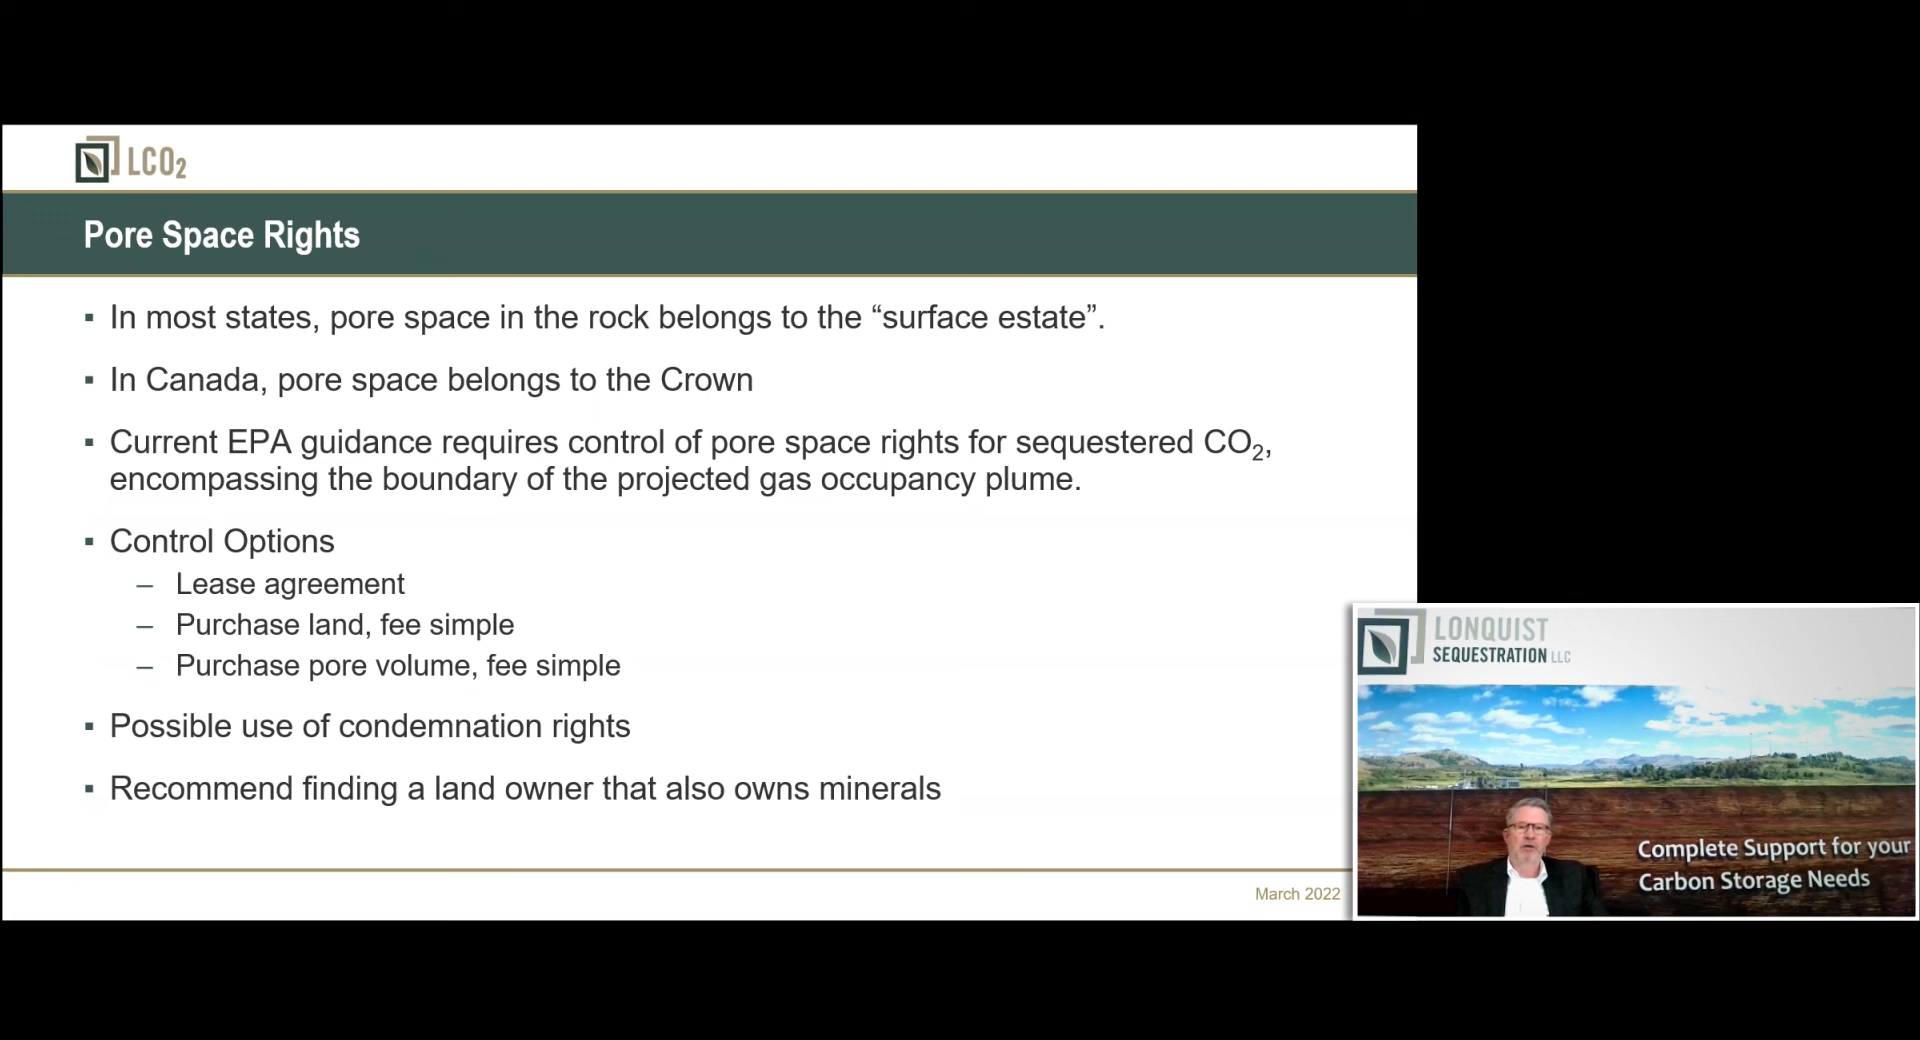 LCO₂
Pore Space Rights
▪ In most states, pore space in the rock belongs to the “surface estate”.
▪ In Canada, pore space belongs to the Crown
▪ Current EPA guidance requires control of pore space rights for sequestered CO₂,
encompassing the boundary of the projected gas occupancy plume.
▪ Control Options
– Lease agreement
– Purchase land, fee simple
– Purchase pore volume, fee simple
▪ Possible use of condemnation rights
▪ Recommend finding a land owner that also owns minerals
March 2022
LONQUIST
SEQUESTRATION LLC
Complete Support for your
Carbon Storage Needs